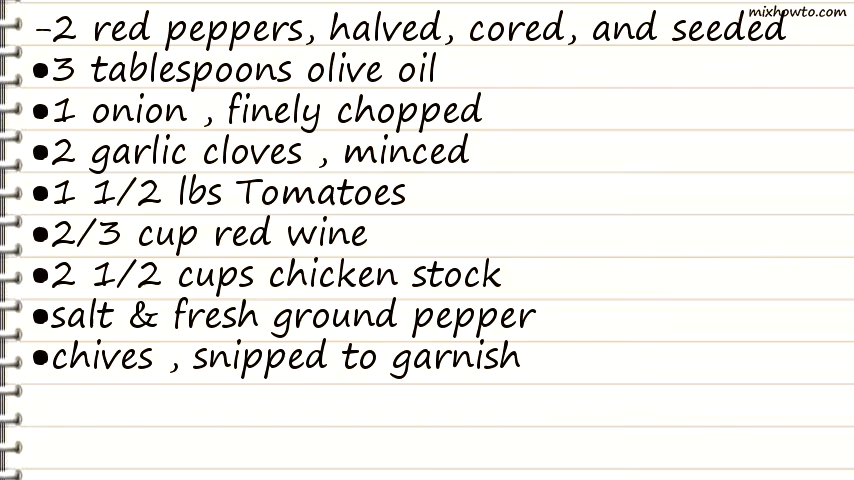 mixhowto.com
-2 red peppers, halved, cored, and seeded
•3 tablespoons olive oil
•1 onion , finely chopped
•2 garlic cloves , minced
•1 1/2 lbs Tomatoes
•2/3 cup red wine
•2 1/2 cups chicken stock
•salt & fresh ground pepper
•chives , snipped to garnish